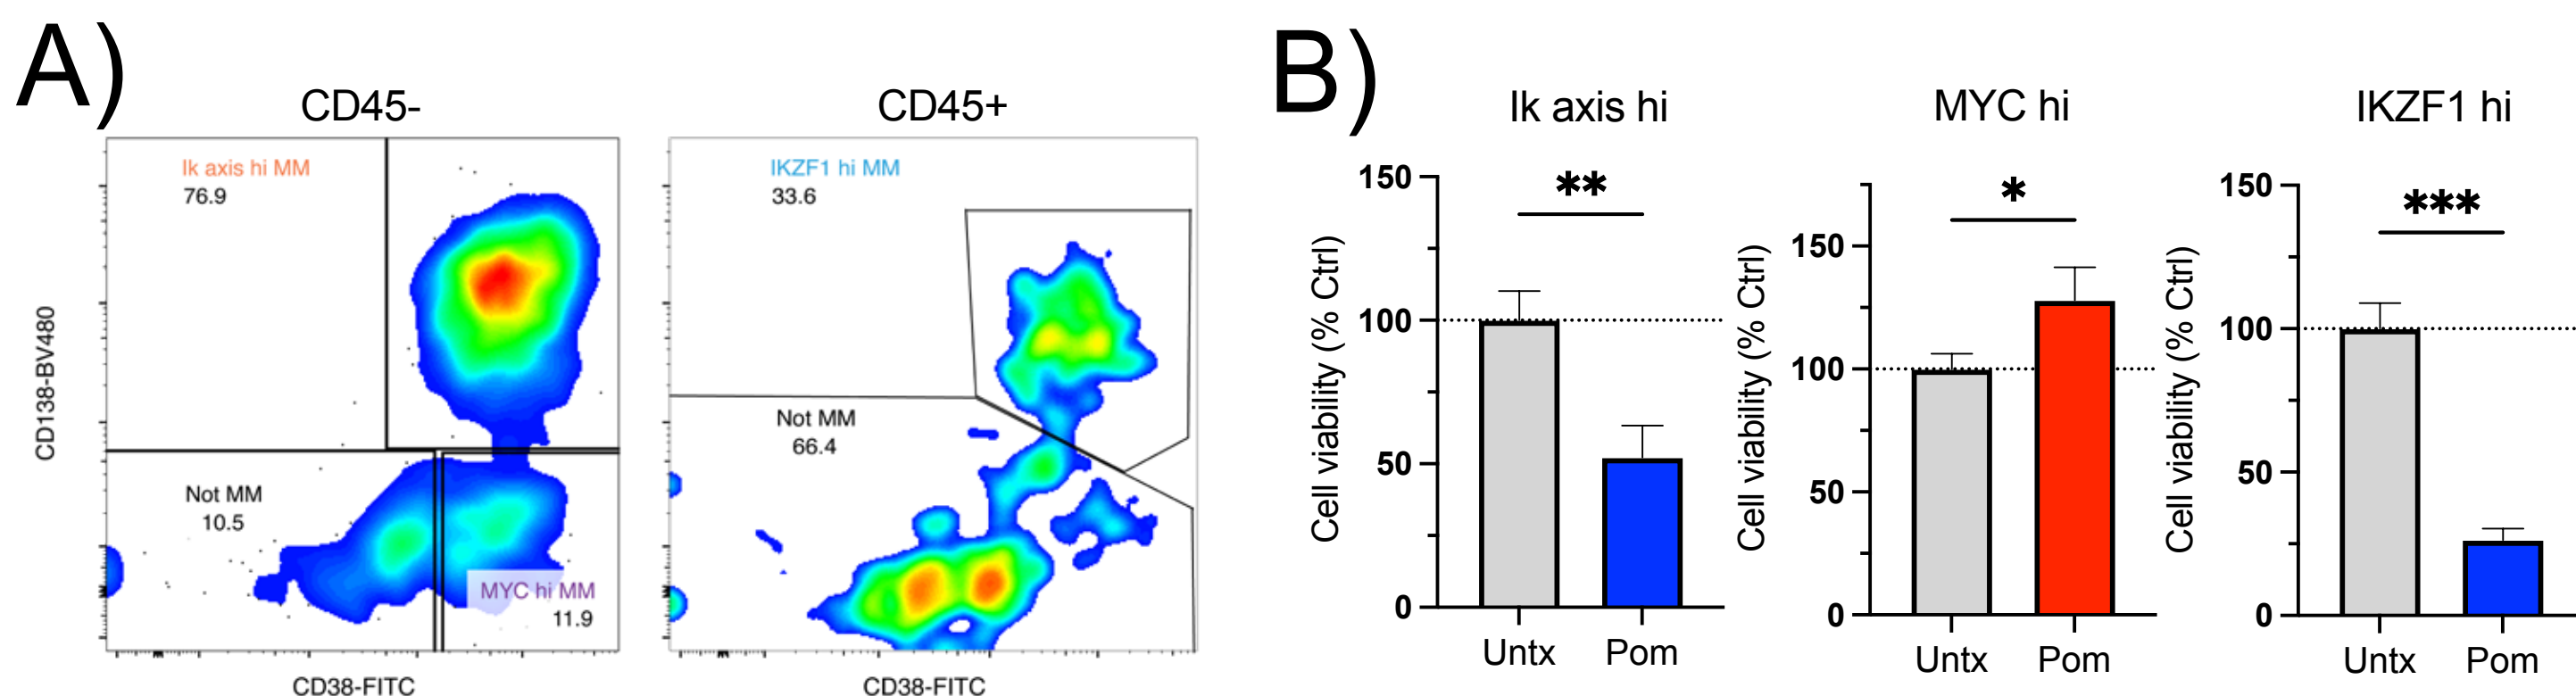 A)
CD45-
CD45+
Ik axis hi MM
76.9
Not MM
10.5
MYC hi MM
11.9
IKZF1 hi MM
33.6
Not MM
66.4
CD138-BV480
CD38-FITC
CD38-FITC
B)
Ik axis hi
**
Cell viability (% Ctrl)
150
100
50
0
Untx Pom
MYC hi
*
Cell viability (% Ctrl)
150
100
50
0
Untx Pom
IKZF1 hi
***
Cell viability (% Ctrl)
150
100
50
0
Untx Pom